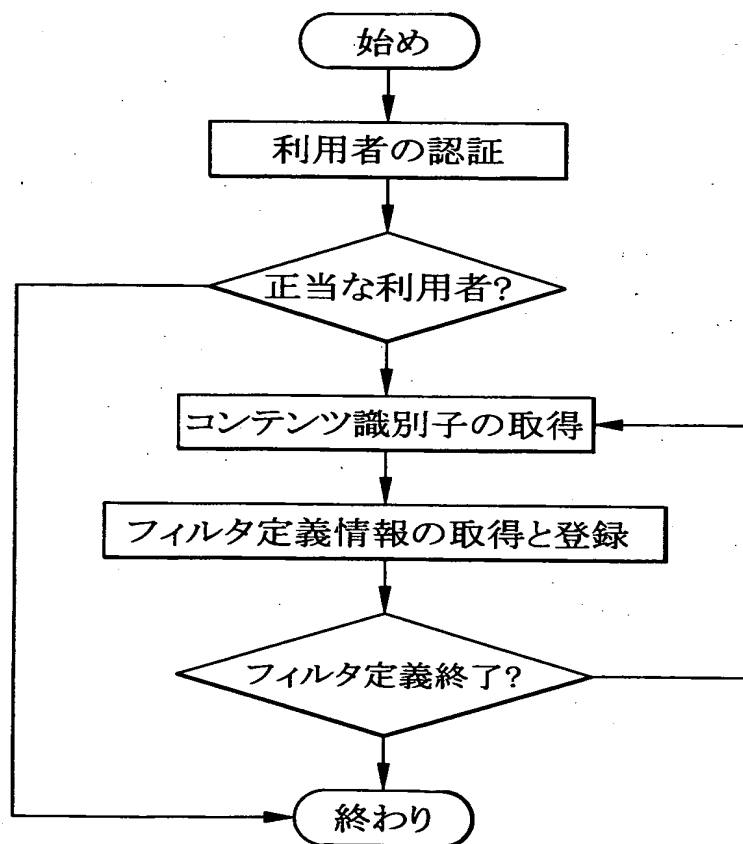 始め
利用者の認証
正当な利用者?
コンテンツ識別子の取得
フィルタ定義情報の取得と登録
フィルタ定義終了?
終わり